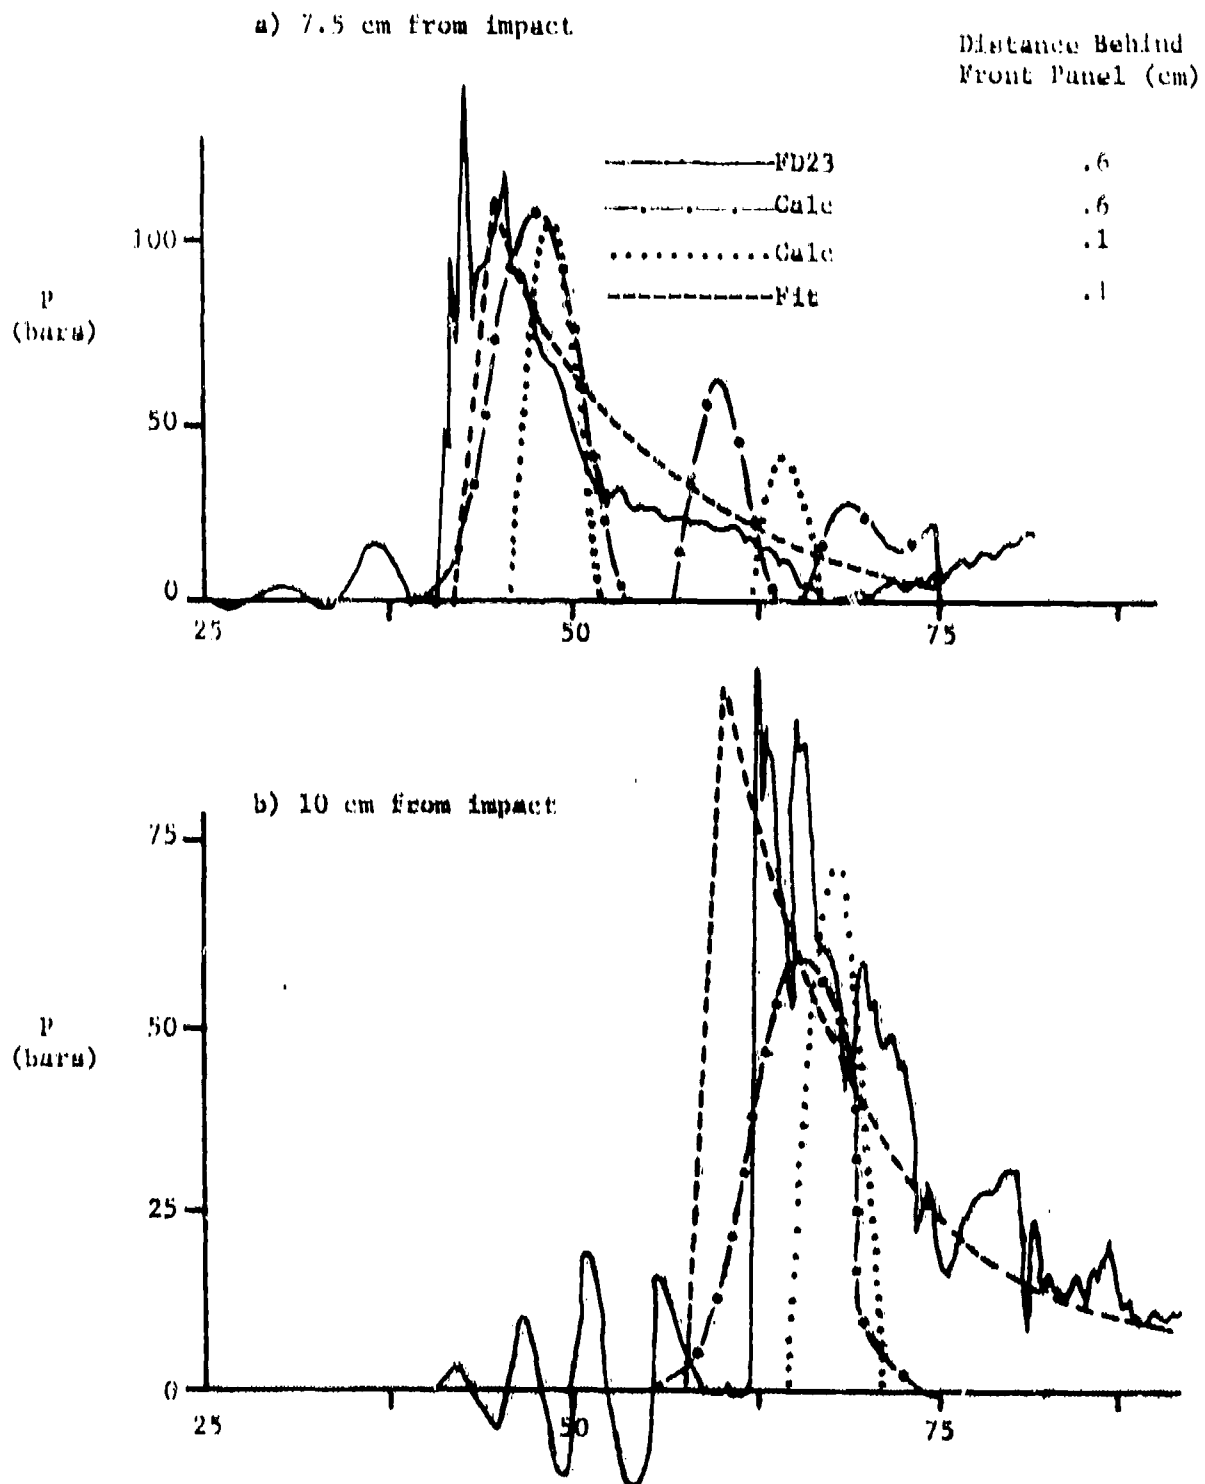 a) 7.5 cm from impact
Distance Behind
Front Panel (cm)
FD23 .6
Calc .6
Calc .1
Fit .1
100
P
(bars)
50
0
25 50 75
b) 10 cm from impact
75
P
(bars)
50
25
0
25 50 75